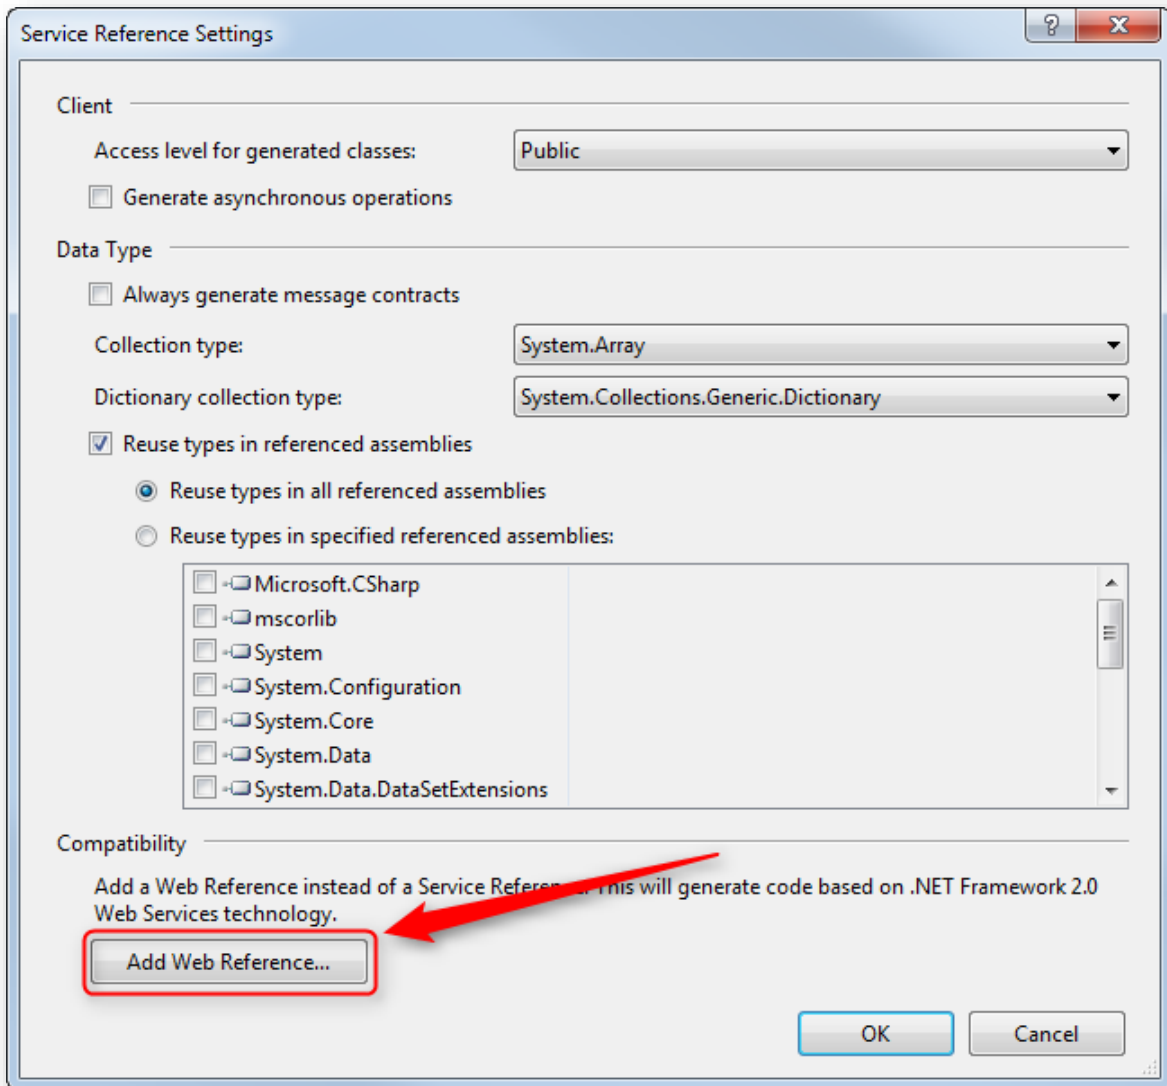 Service Reference Settings
Client
Access level for generated classes: Public
Generate asynchronous operations
Data Type
Always generate message contracts
Collection type: System.Array
Dictionary collection type: System.Collections.Generic.Dictionary
Reuse types in referenced assemblies
Reuse types in all referenced assemblies
Reuse types in specified referenced assemblies:
Microsoft.CSharp
mscorlib
System
System.Configuration
System.Core
System.Data
System.Data.DataSetExtensions
Compatibility
Add a Web Reference instead of a Service Reference. This will generate code based on .NET Framework 2.0
Web Services technology.
Add Web Reference...
OK Cancel